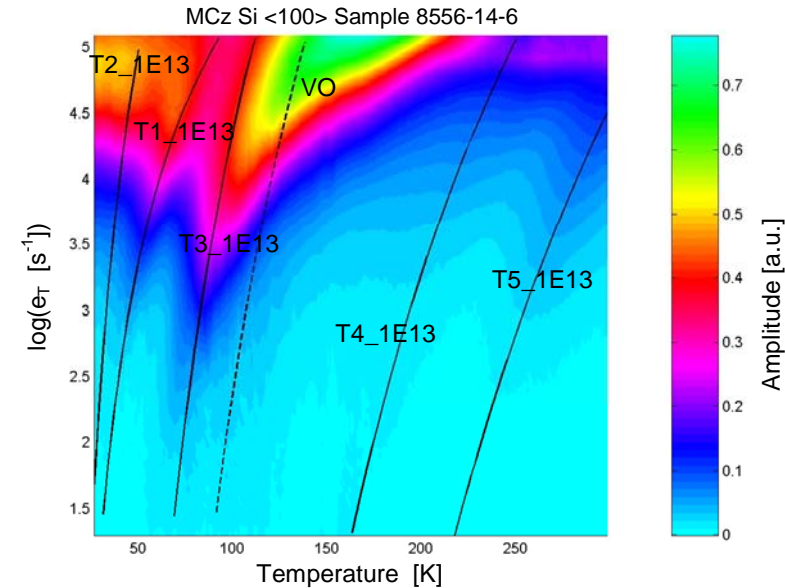 MCz Si <100> Sample 8556-14-6
5
4.5
4
3.5
3
2.5
2
1.5
log(eT [s-1])
T2_1E13
T1_1E13
VO
T3_1E13
T5_1E13
T4_1E13
50
100
150
200
250
Temperature [K]
0.7
0.6
0.5
0.4
0.3
0.2
0.1
0
Amplitude [a.u.]